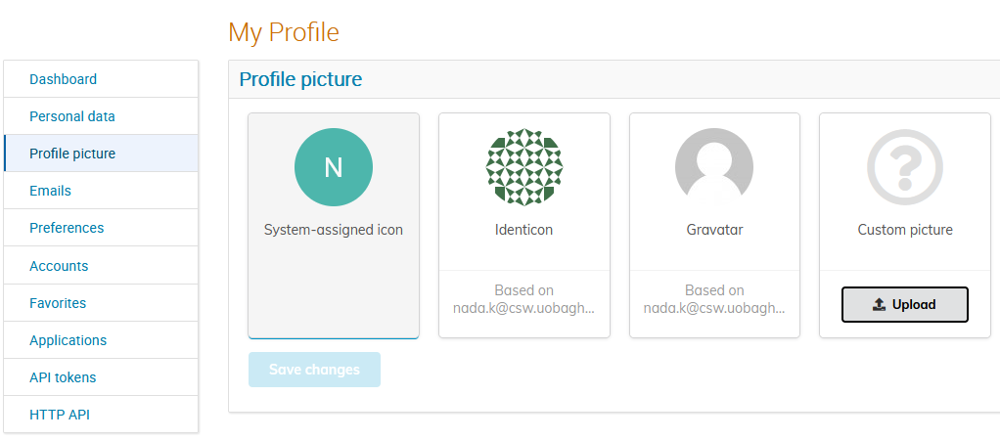 My Profile
Dashboard
Personal data
Profile picture
Emails
Preferences
Accounts
Favorites
Applications
API tokens
HTTP API
Profile picture
N
System-assigned icon
Identicon
Based on
nada.k@csw.uobagh...
Gravatar
Based on
nada.k@csw.uobagh...
?
Custom picture
Upload
Save changes